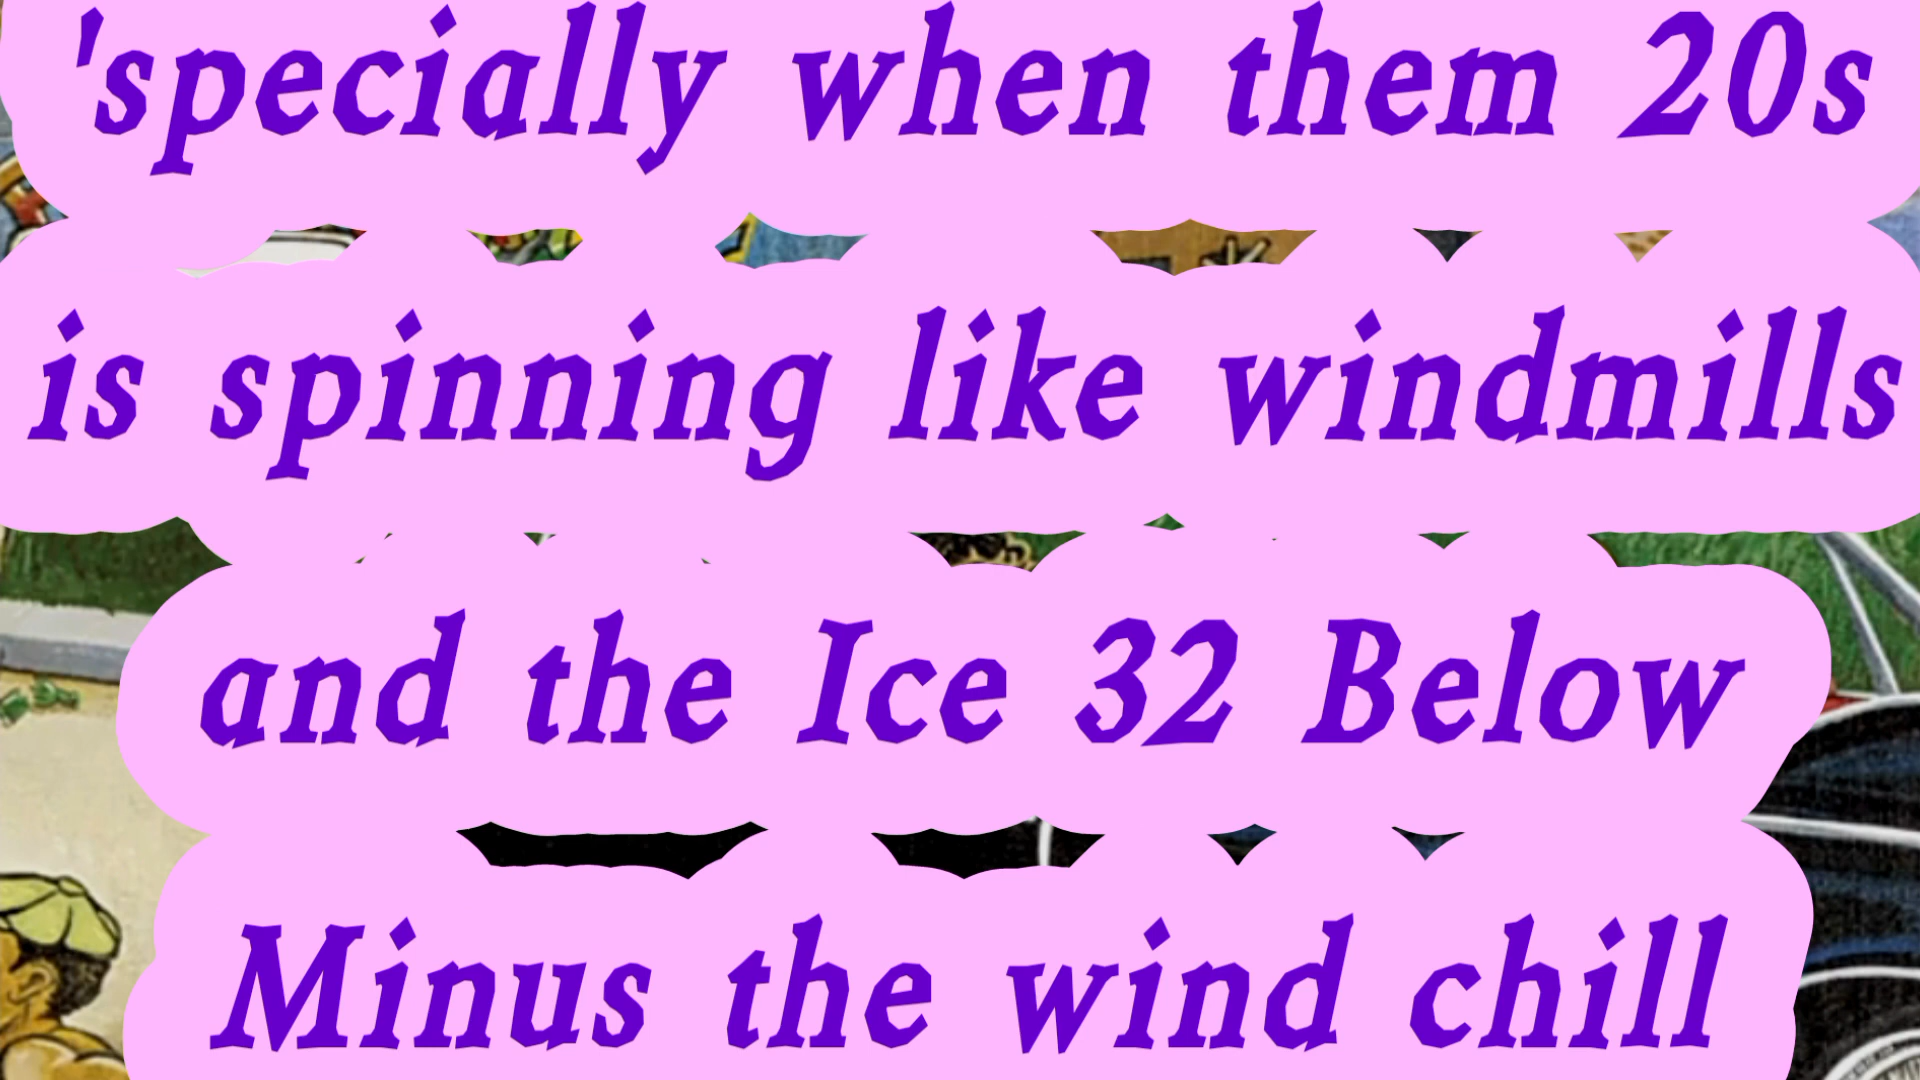 'specially when them 20s
is spinning like windmills
and the Ice 32 Below
Minus the wind chill